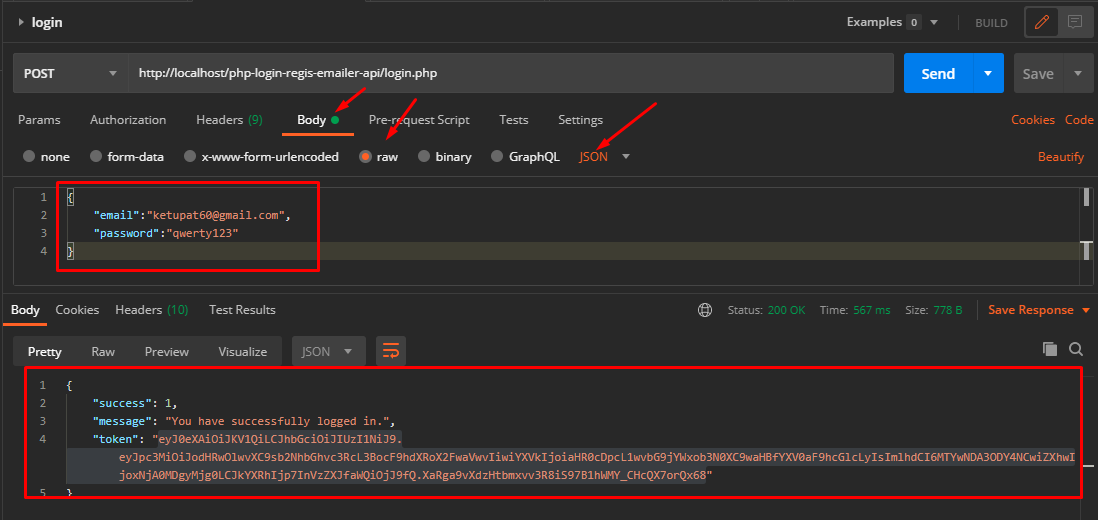 login
Examples 0
BUILD
POST
http://localhost/php-login-regis-emailer-api/login.php
Send
Save
Params
Authorization
Headers (9)
Body
Pre-request Script
Tests
Settings
Cookies
Code
none
form-data
x-www-form-urlencoded
raw
binary
GraphQL
JSON
Beautify
1 {
2 "email":"ketupat60@gmail.com",
3 "password":"qwerty123"
4 }
Body
Cookies
Headers (10)
Test Results
Status: 200 OK
Time: 567 ms
Size: 778 B
Save Response
Pretty
Raw
Preview
Visualize
JSON
1 {
2 "success": 1,
3 "message": "You have successfully logged in.",
4 "token": "eyJ0eXAiOiJKV1QiLCJhbGciOiJIUzI1NiJ9.
eyJpc3MiOiJodHRwOlwvXC9sb2NhbGhvc3RcL3BocF9hdXRoX2FwaVwvIiwiYXVkIjoiaHR0cDpcL1wvbG9jYWxob3N0XC9waHBfYXV0aF9hcGlcLyIsImlhdCI6MTYwNDA3ODY4NCwiZXhwI
joxNjA0MDgyMjg0LCJkYXRhIjp7InVzZXJfaWQiOjJ9fQ.XaRga9vXdzHtbmxvv3R8iS97B1hWMY_CHcQX7orQx68"
5 }